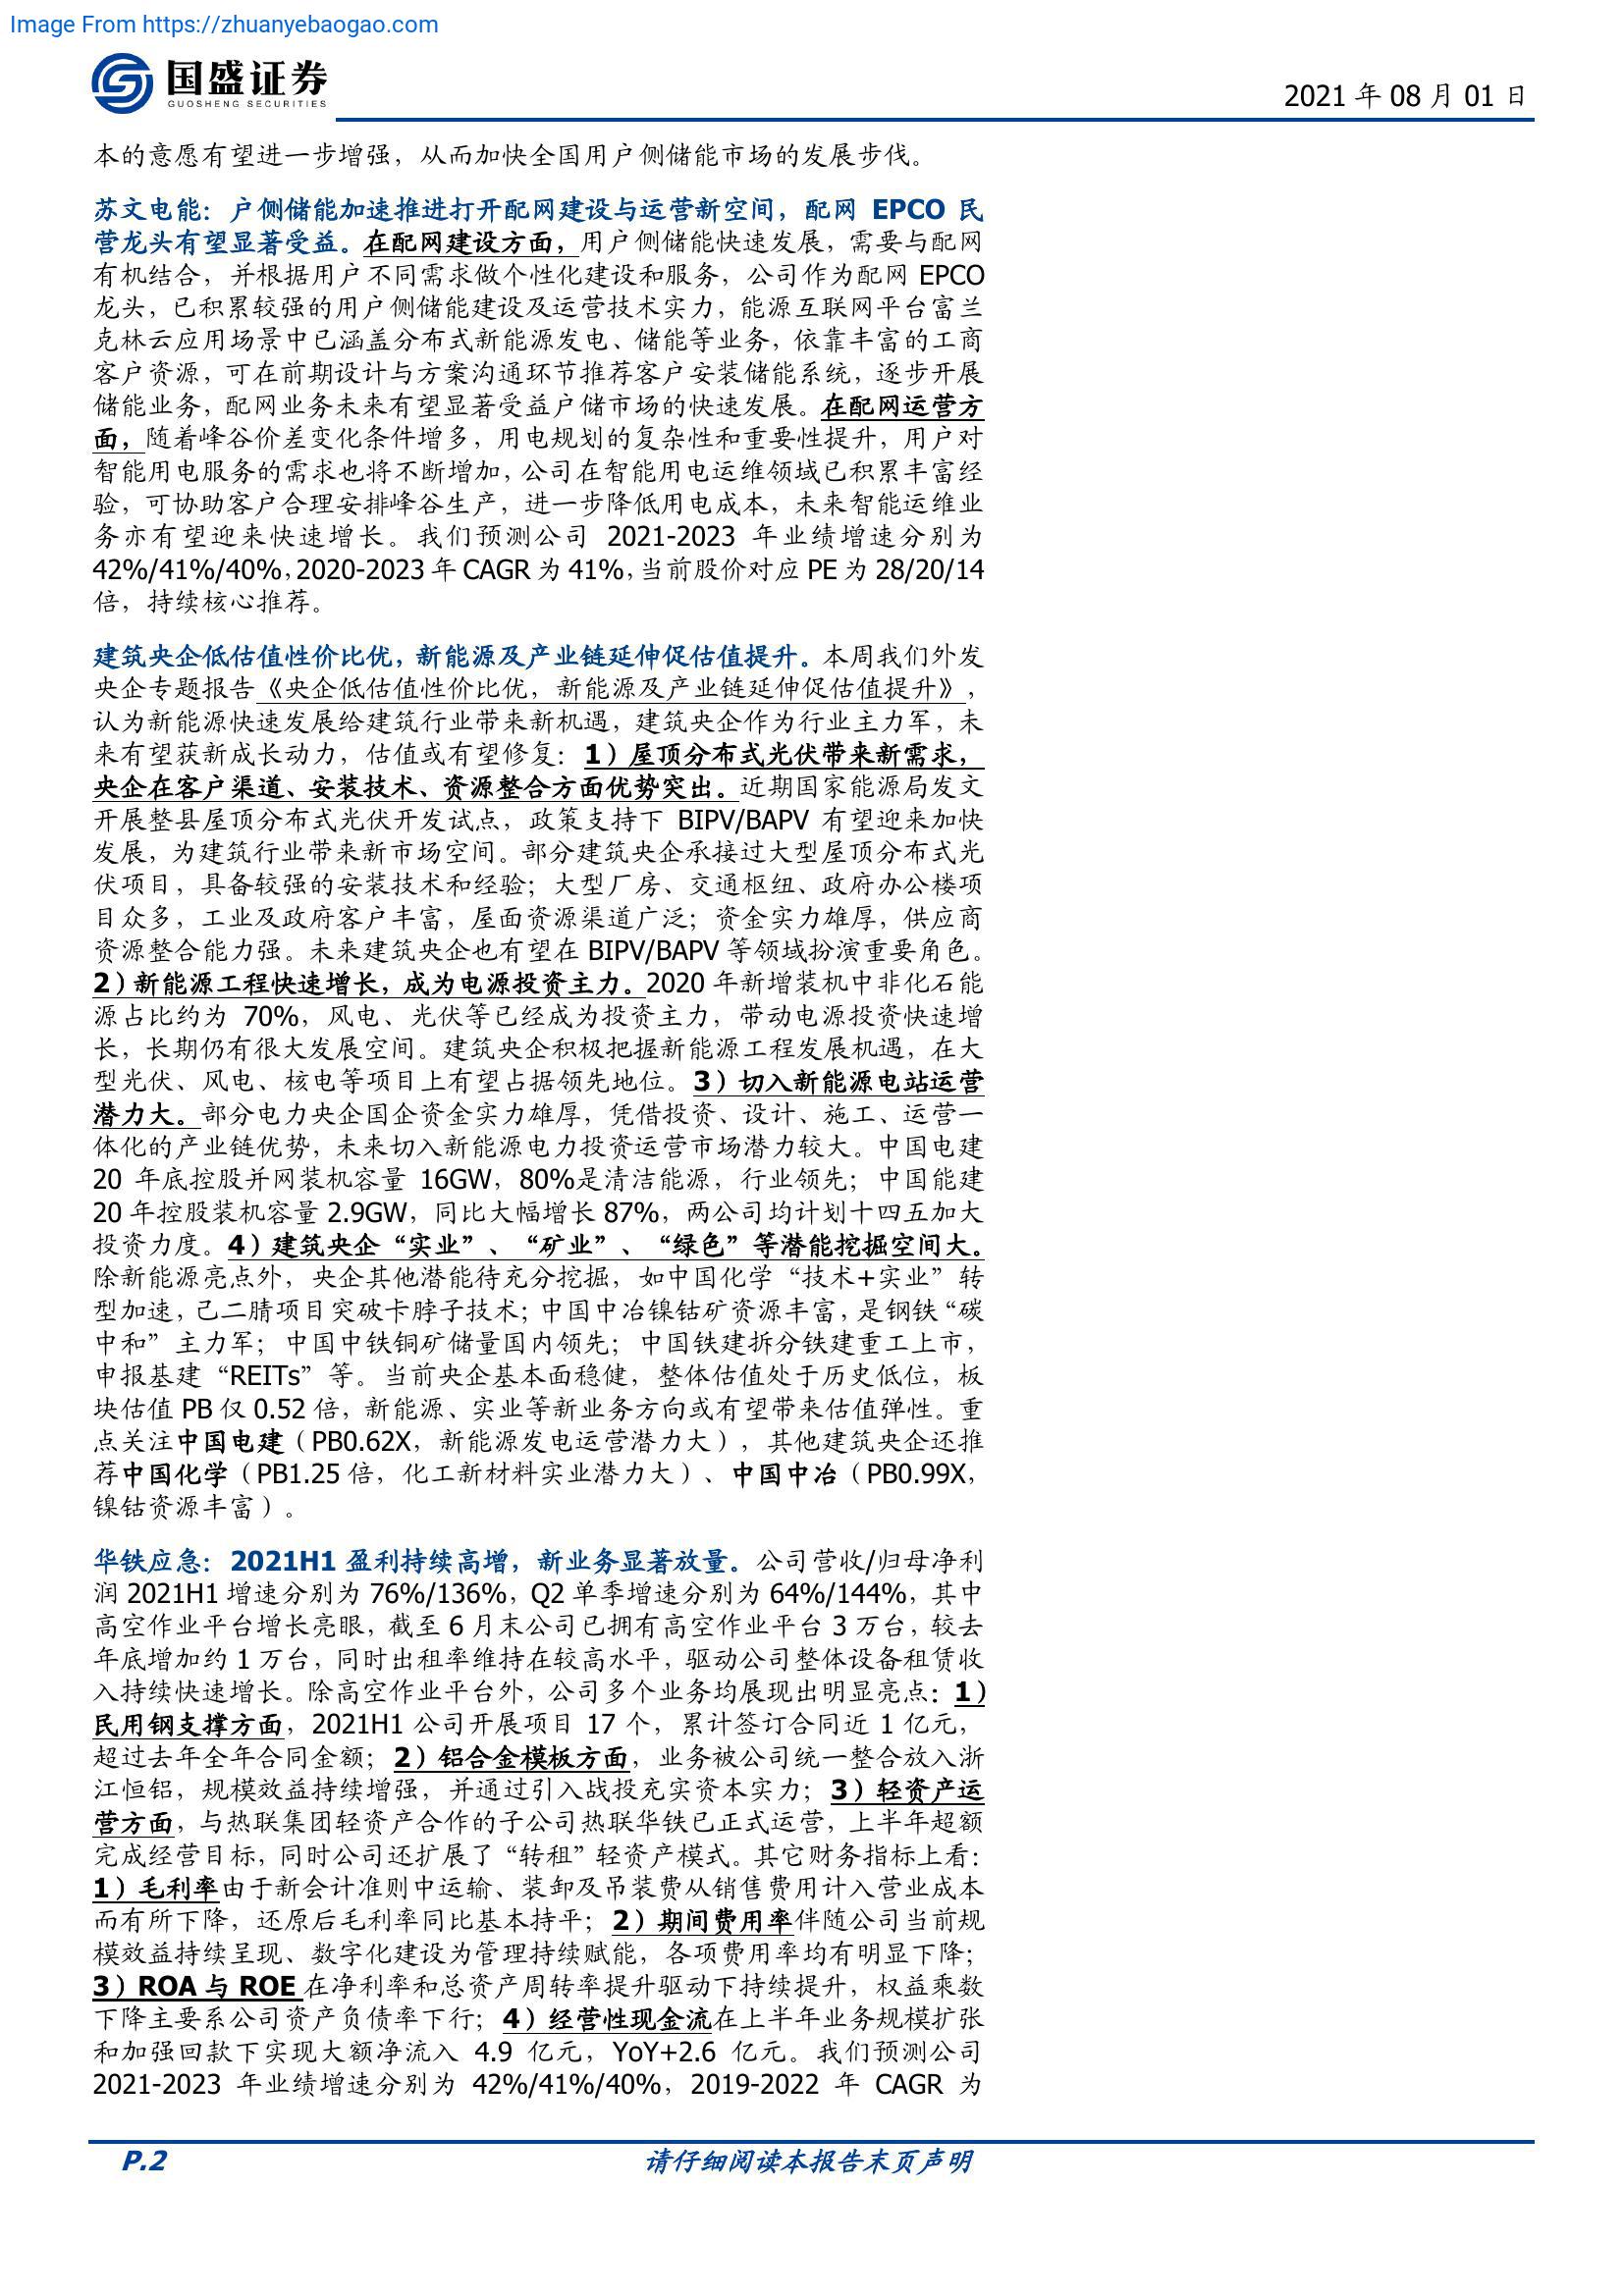 Image From https://zhuanyebaogao.com
国盛证券
GUOSHENG SECURITIES
2021 年 08 月 01 日
本的意愿有望进一步增强，从而加快全国用户侧储能市场的发展步伐。
苏文电能：户侧储能加速推进打开配网建设与运营新空间，配网 EPCO 民
营龙头有望显著受益。在配网建设方面，用户侧储能快速发展，需要与配网
有机结合，并根据用户不同需求做个性化建设和服务，公司作为配网 EPCO
龙头，已积累较强的用户侧储能建设及运营技术实力，能源互联网平台富兰
克林云应用场景中已涵盖分布式新能源发电、储能等业务，依靠丰富的工商
客户资源，可在前期设计与方案沟通环节推荐客户安装储能系统，逐步开展
储能业务，配网业务未来有望显著受益户储市场的快速发展。在配网运营方
面，随着峰谷价差变化条件增多，用电规划的复杂性和重要性提升，用户对
智能用电服务的需求也将不断增加，公司在智能用电运维领域已积累丰富经
验，可协助客户合理安排峰谷生产，进一步降低用电成本，未来智能运维业
务亦有望迎来快速增长。我们预测公司 2021-2023 年业绩增速分别为
42%/41%/40%，2020-2023 年 CAGR 为 41%，当前股价对应 PE 为 28/20/14
倍，持续核心推荐。
建筑央企低估值性价比优，新能源及产业链延伸促估值提升。本周我们外发
央企专题报告《央企低估值性价比优，新能源及产业链延伸促估值提升》，
认为新能源快速发展给建筑行业带来新机遇，建筑央企作为行业主力军，未
来有望获新成长动力，估值或有望修复：1）屋顶分布式光伏带来新需求，
央企在客户渠道、安装技术、资源整合方面优势突出。近期国家能源局发文
开展整县屋顶分布式光伏开发试点，政策支持下 BIPV/BAPV 有望迎来加快
发展，为建筑行业带来新市场空间。部分建筑央企承接过大型屋顶分布式光
伏项目，具备较强的安装技术和经验；大型厂房、交通枢纽、政府办公楼项
目众多，工业及政府客户丰富，屋面资源渠道广泛；资金实力雄厚，供应商
资源整合能力强。未来建筑央企也有望在 BIPV/BAPV 等领域扮演重要角色。
2）新能源工程快速增长，成为电源投资主力。2020 年新增装机中非化石能
源占比约为 70%，风电、光伏等已经成为投资主力，带动电源投资快速增
长，长期仍有很大发展空间。建筑央企积极把握新能源工程发展机遇，在大
型光伏、风电、核电等项目上有望占据领先地位。3）切入新能源电站运营
潜力大。部分电力央企国企资金实力雄厚，凭借投资、设计、施工、运营一
体化的产业链优势，未来切入新能源电力投资运营市场潜力较大。中国电建
20 年底控股并网装机容量 16GW，80%是清洁能源，行业领先；中国能建
20 年控股装机容量 2.9GW，同比大幅增长 87%，两公司均计划十四五加大
投资力度。4）建筑央企“实业”、“矿业”、“绿色”等潜能挖掘空间大。
除新能源亮点外，央企其他潜能待充分挖掘，如中国化学“技术+实业”转
型加速，己二腈项目突破卡脖子技术；中国中冶镍钴矿资源丰富，是钢铁“碳
中和”主力军；中国中铁铜矿储量国内领先；中国铁建拆分铁建重工上市，
申报基建“REITs”等。当前央企基本面稳健，整体估值处于历史低位，板
块估值 PB 仅 0.52 倍，新能源、实业等新业务方向或有望带来估值弹性。重
点关注中国电建（PB0.62X，新能源发电运营潜力大），其他建筑央企还推
荐中国化学（PB1.25 倍，化工新材料实业潜力大）、中国中冶（PB0.99X，
镍钴资源丰富）。
华铁应急：2021H1 盈利持续高增，新业务显著放量。公司营收/归母净利
润 2021H1 增速分别为 76%/136%，Q2 单季增速分别为 64%/144%，其中
高空作业平台增长亮眼，截至 6 月末公司已拥有高空作业平台 3 万台，较去
年底增加约 1 万台，同时出租率维持在较高水平，驱动公司整体设备租赁收
入持续快速增长。除高空作业平台外，公司多个业务均展现出明显亮点：1）
民用钢支撑方面，2021H1 公司开展项目 17 个，累计签订合同近 1 亿元，
超过去年全年合同金额；2）铝合金模板方面，业务被公司统一整合放入浙
江恒铝，规模效益持续增强，并通过引入战投充实资本实力；3）轻资产运
营方面，与热联集团轻资产合作的子公司热联华铁已正式运营，上半年超额
完成经营目标，同时公司还扩展了“转租”轻资产模式。其它财务指标上看：
1）毛利率由于新会计准则中运输、装卸及吊装费从销售费用计入营业成本
而有所下降，还原后毛利率同比基本持平；2）期间费用率伴随公司当前规
模效益持续呈现、数字化建设为管理持续赋能，各项费用率均有明显下降；
3）ROA 与 ROE 在净利率和总资产周转率提升驱动下持续提升，权益乘数
下降主要系公司资产负债率下行；4）经营性现金流在上半年业务规模扩张
和加强回款下实现大额净流入 4.9 亿元，YoY+2.6 亿元。我们预测公司
2021-2023 年业绩增速分别为 42%/41%/40%，2019-2022 年 CAGR 为
P.2
请仔细阅读本报告末页声明